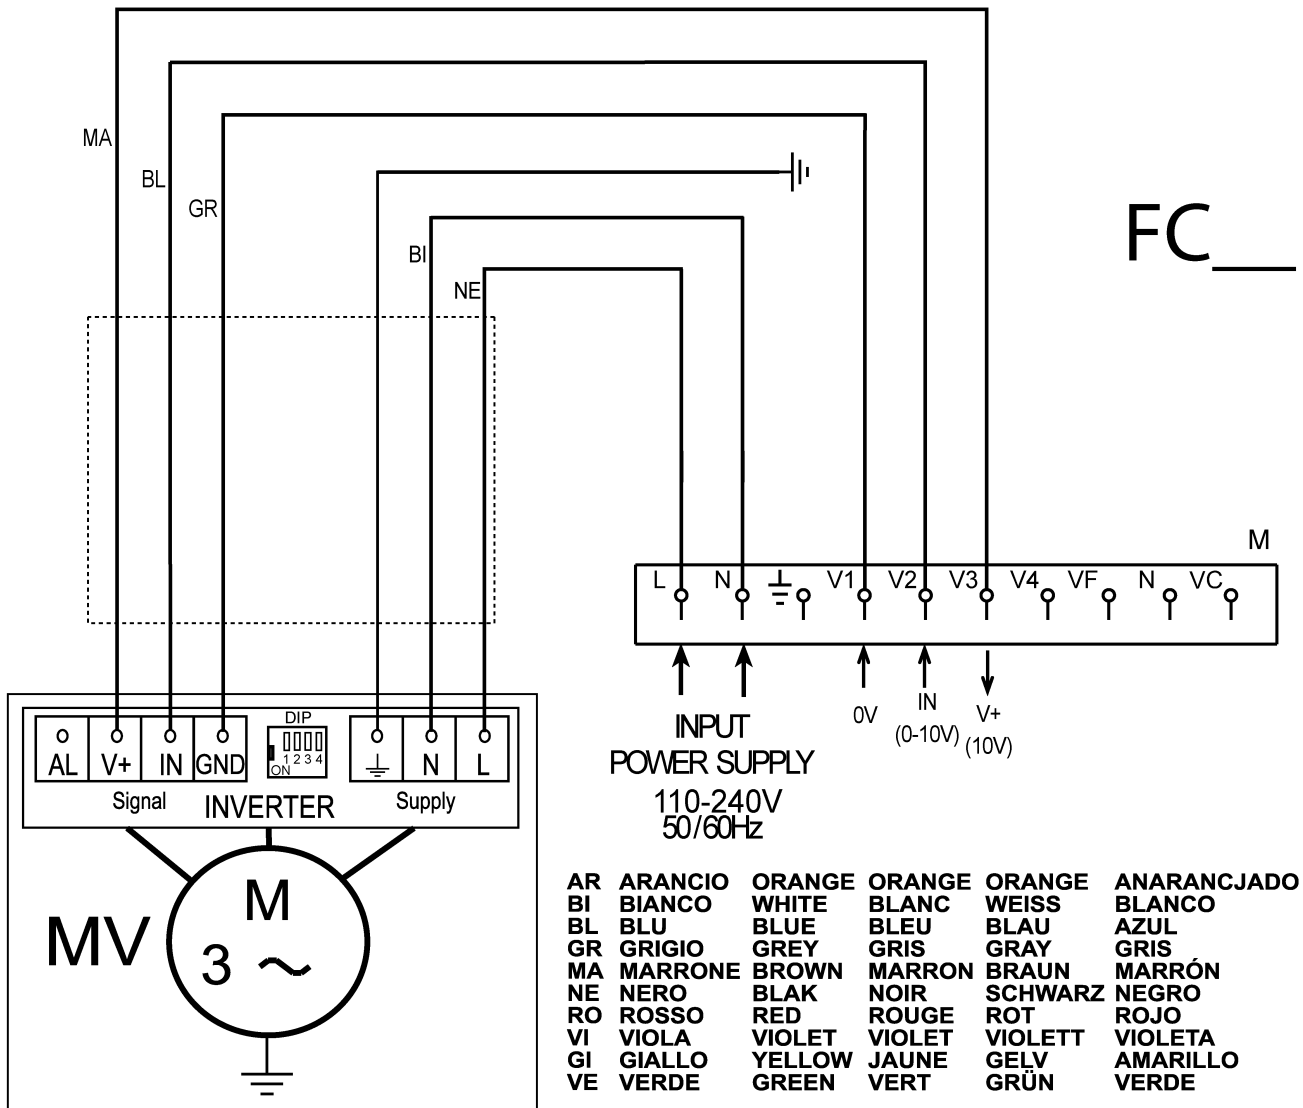 MA
BL
GR
BI
NE
FC__
M
L N V1 V2 V3 V4 VF N VC
INPUT
POWER SUPPLY
110-240V
50/60Hz
0V
IN
(0-10V)
V+
(10V)
AL V+ IN GND
DIP
1 2 3 4
ON
N L
Signal
INVERTER
Supply
MV
M
3 ~
AR ARANCIO ORANGE ORANGE ORANGE ANARANCJADO
BI BIANCO WHITE BLANC WEISS BLANCO
BL BLU BLUE BLEU BLAU AZUL
GR GRIGIO GREY GRIS GRAY GRIS
MA MARRONE BROWN MARRON BRAUN MARRÓN
NE NERO BLAK NOIR SCHWARZ NEGRO
RO ROSSO RED ROUGE ROT ROJO
VI VIOLA VIOLET VIOLET VIOLETT VIOLETA
GI GIALLO YELLOW JAUNE GELV AMARILLO
VE VERDE GREEN VERT GRÜN VERDE